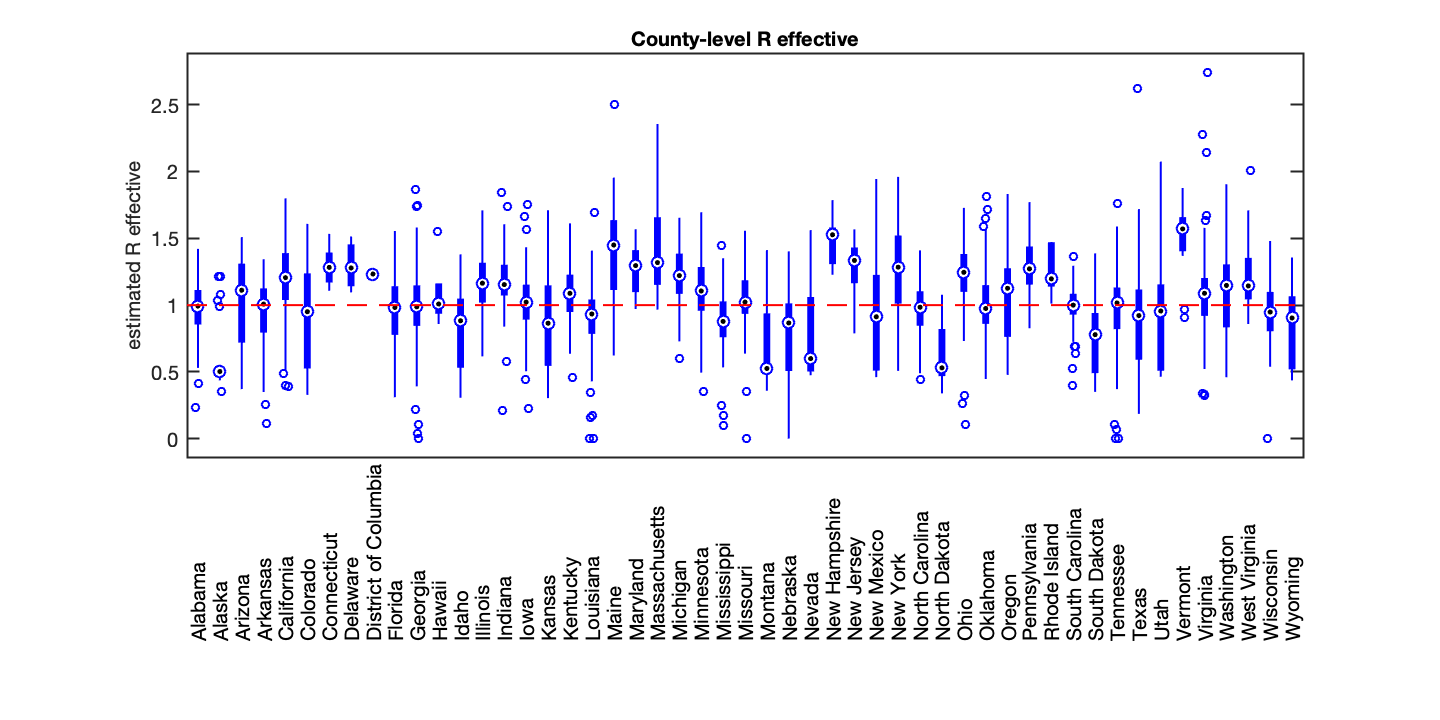 County-level R effective
estimated R effective
2.5
2
1.5
1
0.5
0
Alabama
Alaska
Arizona
Arkansas
California
Colorado
Connecticut
Delaware
District of Columbia
Florida
Georgia
Hawaii
Idaho
Illinois
Indiana
Iowa
Kansas
Kentucky
Louisiana
Maine
Maryland
Massachusetts
Michigan
Minnesota
Mississippi
Missouri
Montana
Nebraska
Nevada
New Hampshire
New Jersey
New Mexico
New York
North Carolina
North Dakota
Ohio
Oklahoma
Oregon
Pennsylvania
Rhode Island
South Carolina
South Dakota
Tennessee
Texas
Utah
Vermont
Virginia
Washington
West Virginia
Wisconsin
Wyoming